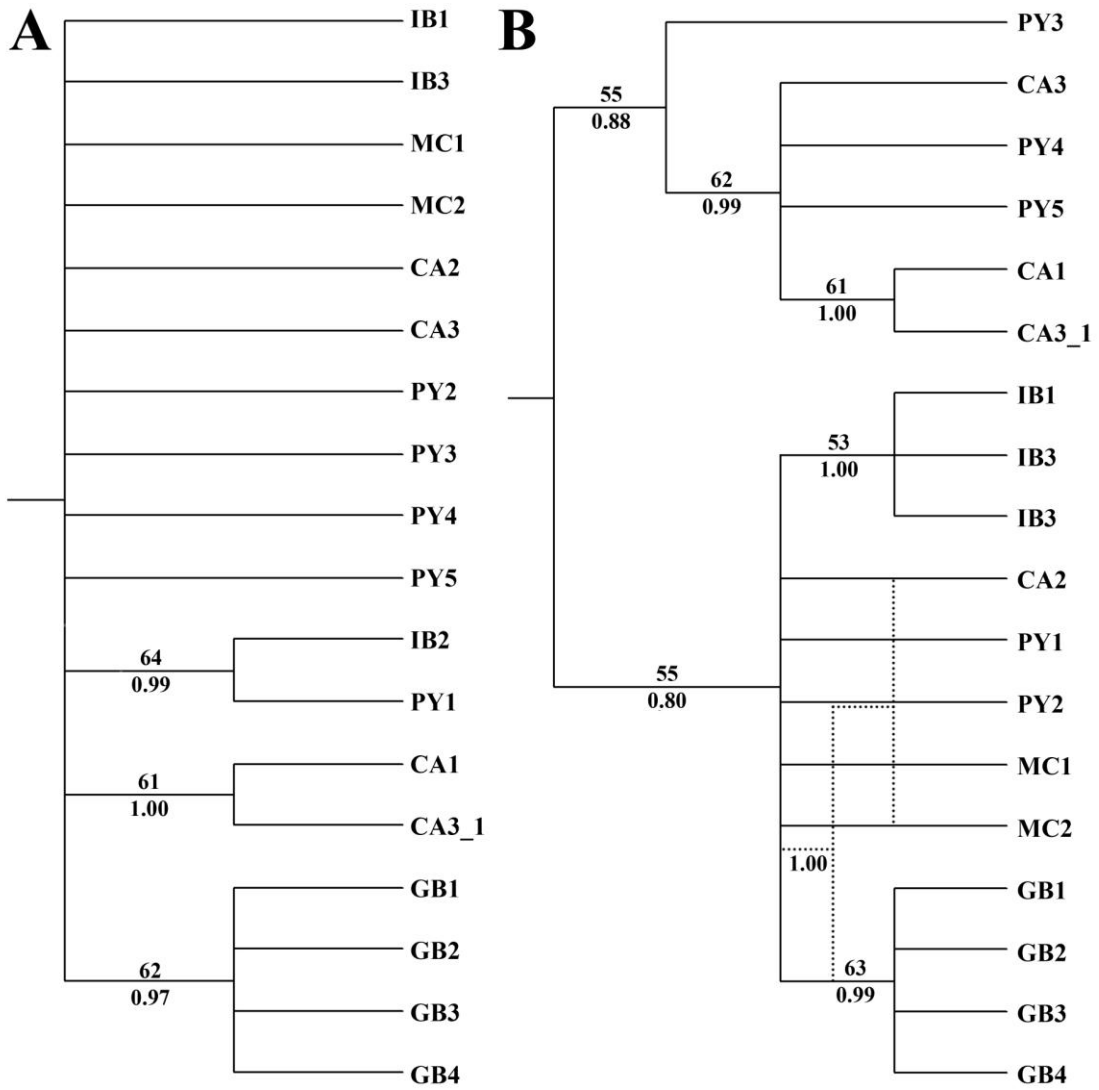 A
IB1
IB3
MC1
MC2
CA2
CA3
PY2
PY3
PY4
PY5
64
0.99
IB2
PY1
61
1.00
CA1
CA3_1
62
0.97
GB1
GB2
GB3
GB4
B
55
0.88
PY3
62
0.99
CA3
PY4
PY5
61
1.00
CA1
CA3_1
53
1.00
IB1
IB3
IB3
55
0.80
CA2
PY1
PY2
MC1
MC2
1.00
63
0.99
GB1
GB2
GB3
GB4